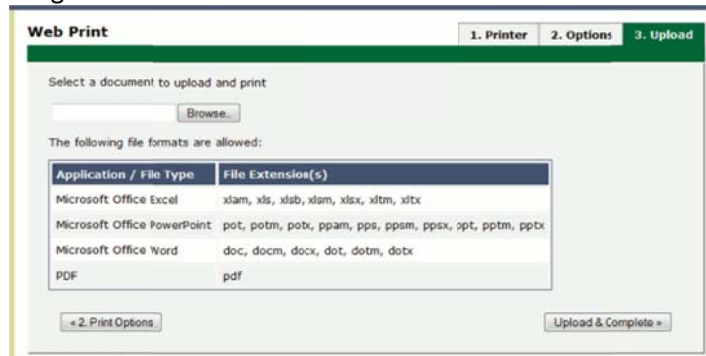 Web Print
1. Printer 2. Options 3. Upload
Select a document to upload and print
Browse..
The following file formats are allowed:
Application / File Type File Extension(s)
Microsoft Office Excel xlam, xls, xlsb, xlsm, xlsx, xltm, xltx
Microsoft Office PowerPoint pot, potm, potx, ppam, pps, ppsm, ppsx, ppt, pptm, pptx
Microsoft Office Word doc, docm, docx, dot, dotm, dotx
PDF pdf
« 2. Print Options Upload & Complete »